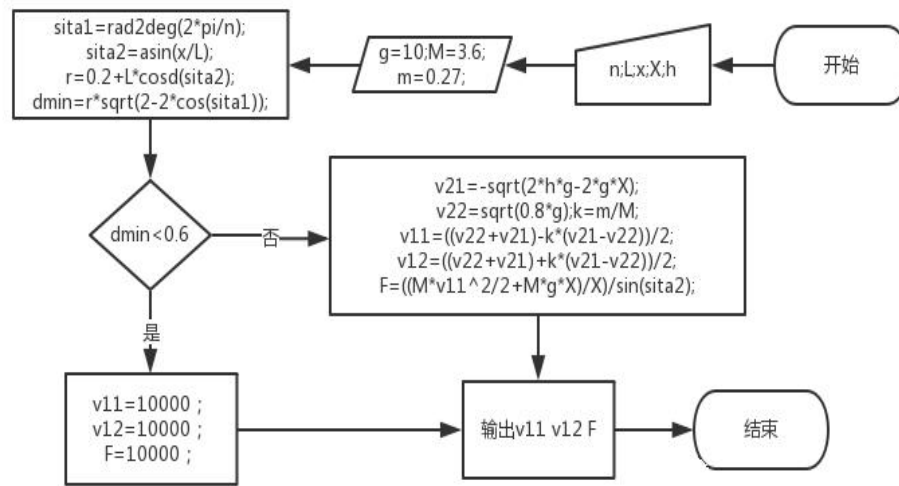 开始
n;L;x;X;h
g=10;M=3.6;
m=0.27;
sita1=rad2deg(2*pi/n);
sita2=asin(x/L);
r=0.2+L*cosd(sita2);
dmin=r*sqrt(2-2*cos(sita1));
dmin<0.6
否
v21=-sqrt(2*h*g-2*g*X);
v22=sqrt(0.8*g);k=m/M;
v11=((v22+v21)-k*(v21-v22))/2;
v12=((v22+v21)+k*(v21-v22))/2;
F=((M*v11^2/2+M*g*X)/X)/sin(sita2);
是
v11=10000 ;
v12=10000 ;
F=10000 ;
输出v11 v12 F
结束